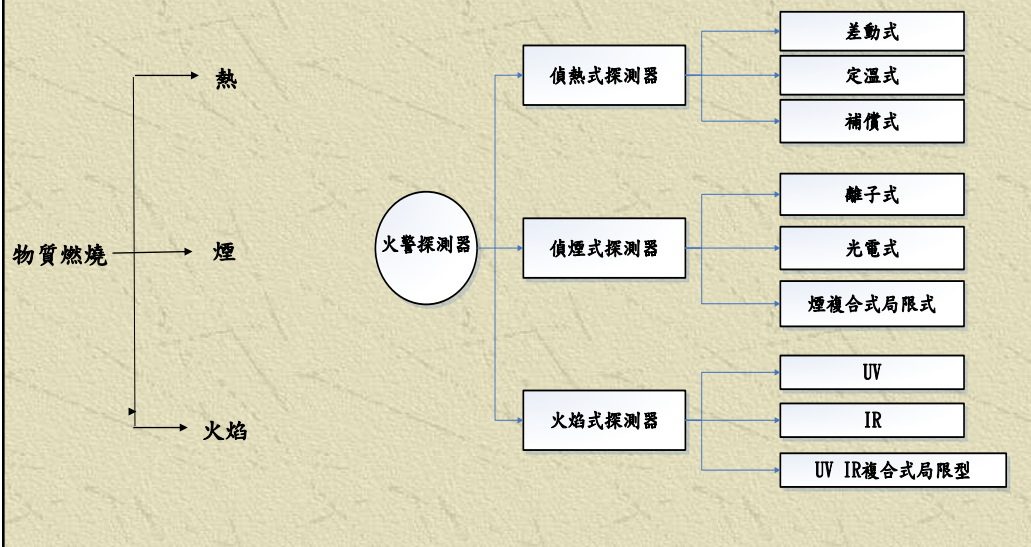 物質燃燒
熱
煙
火焰
火警探測器
偵熱式探測器
差動式
定溫式
補償式
偵煙式探測器
離子式
光電式
煙複合式局限式
火焰式探測器
UV
IR
UV IR複合式局限型